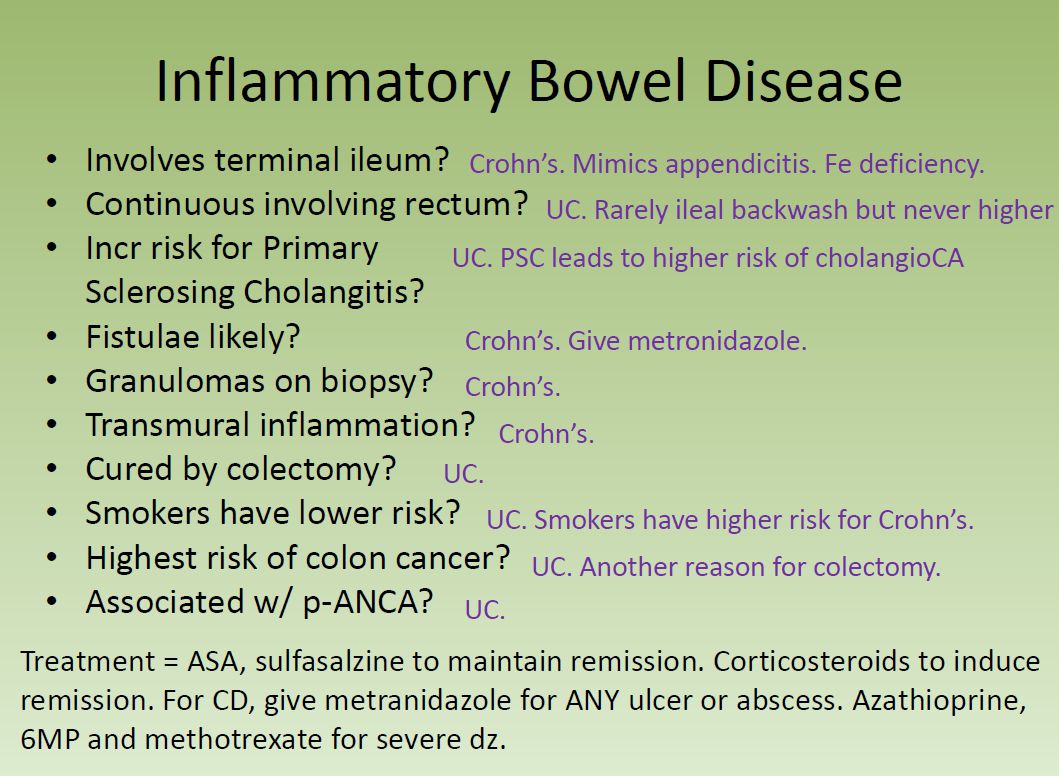 Inflammatory Bowel Disease
• Involves terminal ileum? Crohn's. Mimics appendicitis. Fe deficiency.
• Continuous involving rectum? UC. Rarely ileal backwash but never higher
• Incr risk for Primary UC. PSC leads to higher risk of cholangioCA
Sclerosing Cholangitis?
• Fistulae likely? Crohn's. Give metronidazole.
• Granulomas on biopsy? Crohn's.
• Transmural inflammation? Crohn's.
• Cured by colectomy? UC.
• Smokers have lower risk? UC. Smokers have higher risk for Crohn's.
• Highest risk of colon cancer? UC. Another reason for colectomy.
• Associated w/ p-ANCA? UC.
Treatment = ASA, sulfasalzine to maintain remission. Corticosteroids to induce
remission. For CD, give metranidazole for ANY ulcer or abscess. Azathioprine,
6MP and methotrexate for severe dz.